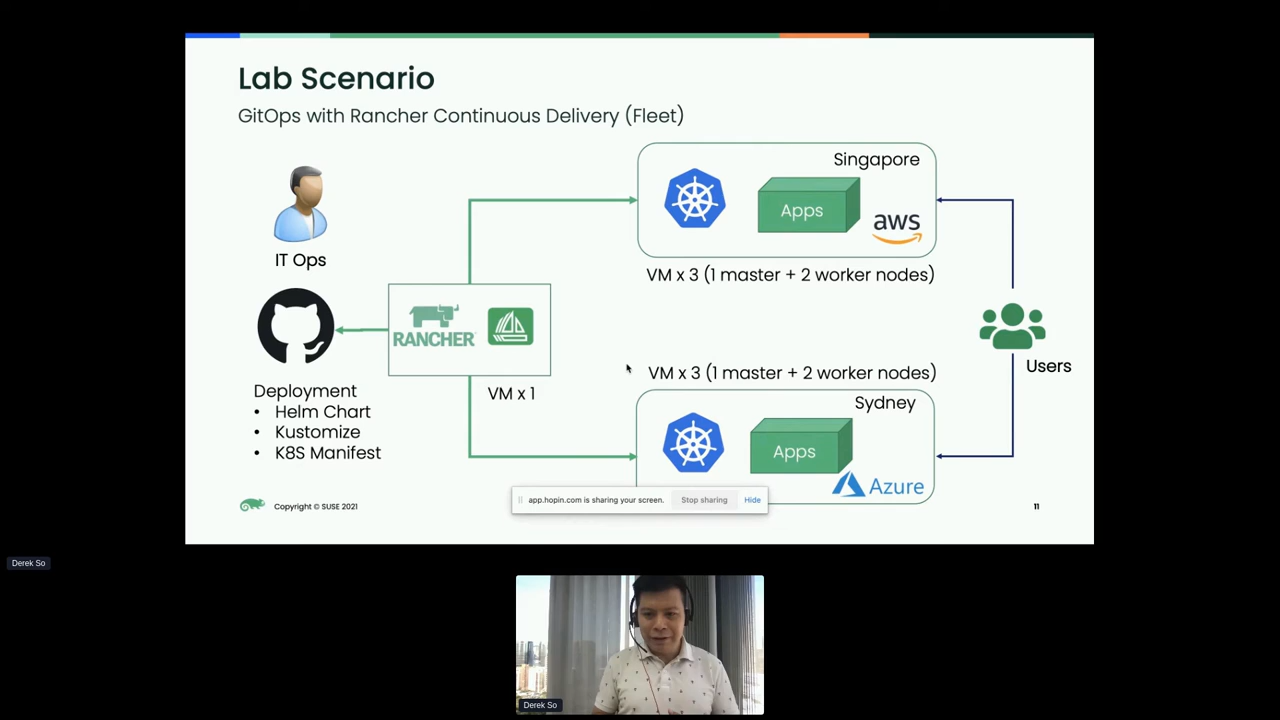 Lab Scenario
GitOps with Rancher Continuous Delivery (Fleet)
IT Ops
Deployment
• Helm Chart
• Kustomize
• K8S Manifest
RANCHER
VM x 1
Singapore
Apps
aws
VM x 3 (1 master + 2 worker nodes)
VM x 3 (1 master + 2 worker nodes)
Sydney
Apps
Azure
Users
app.hopin.com is sharing your screen.
Stop sharing
Hide
Copyright © SUSE 2021
11
Derek So
Derek So